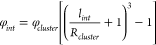 φ_int = φ_cluster [ ( l_int / R_cluster + 1 )^3 − 1 ]